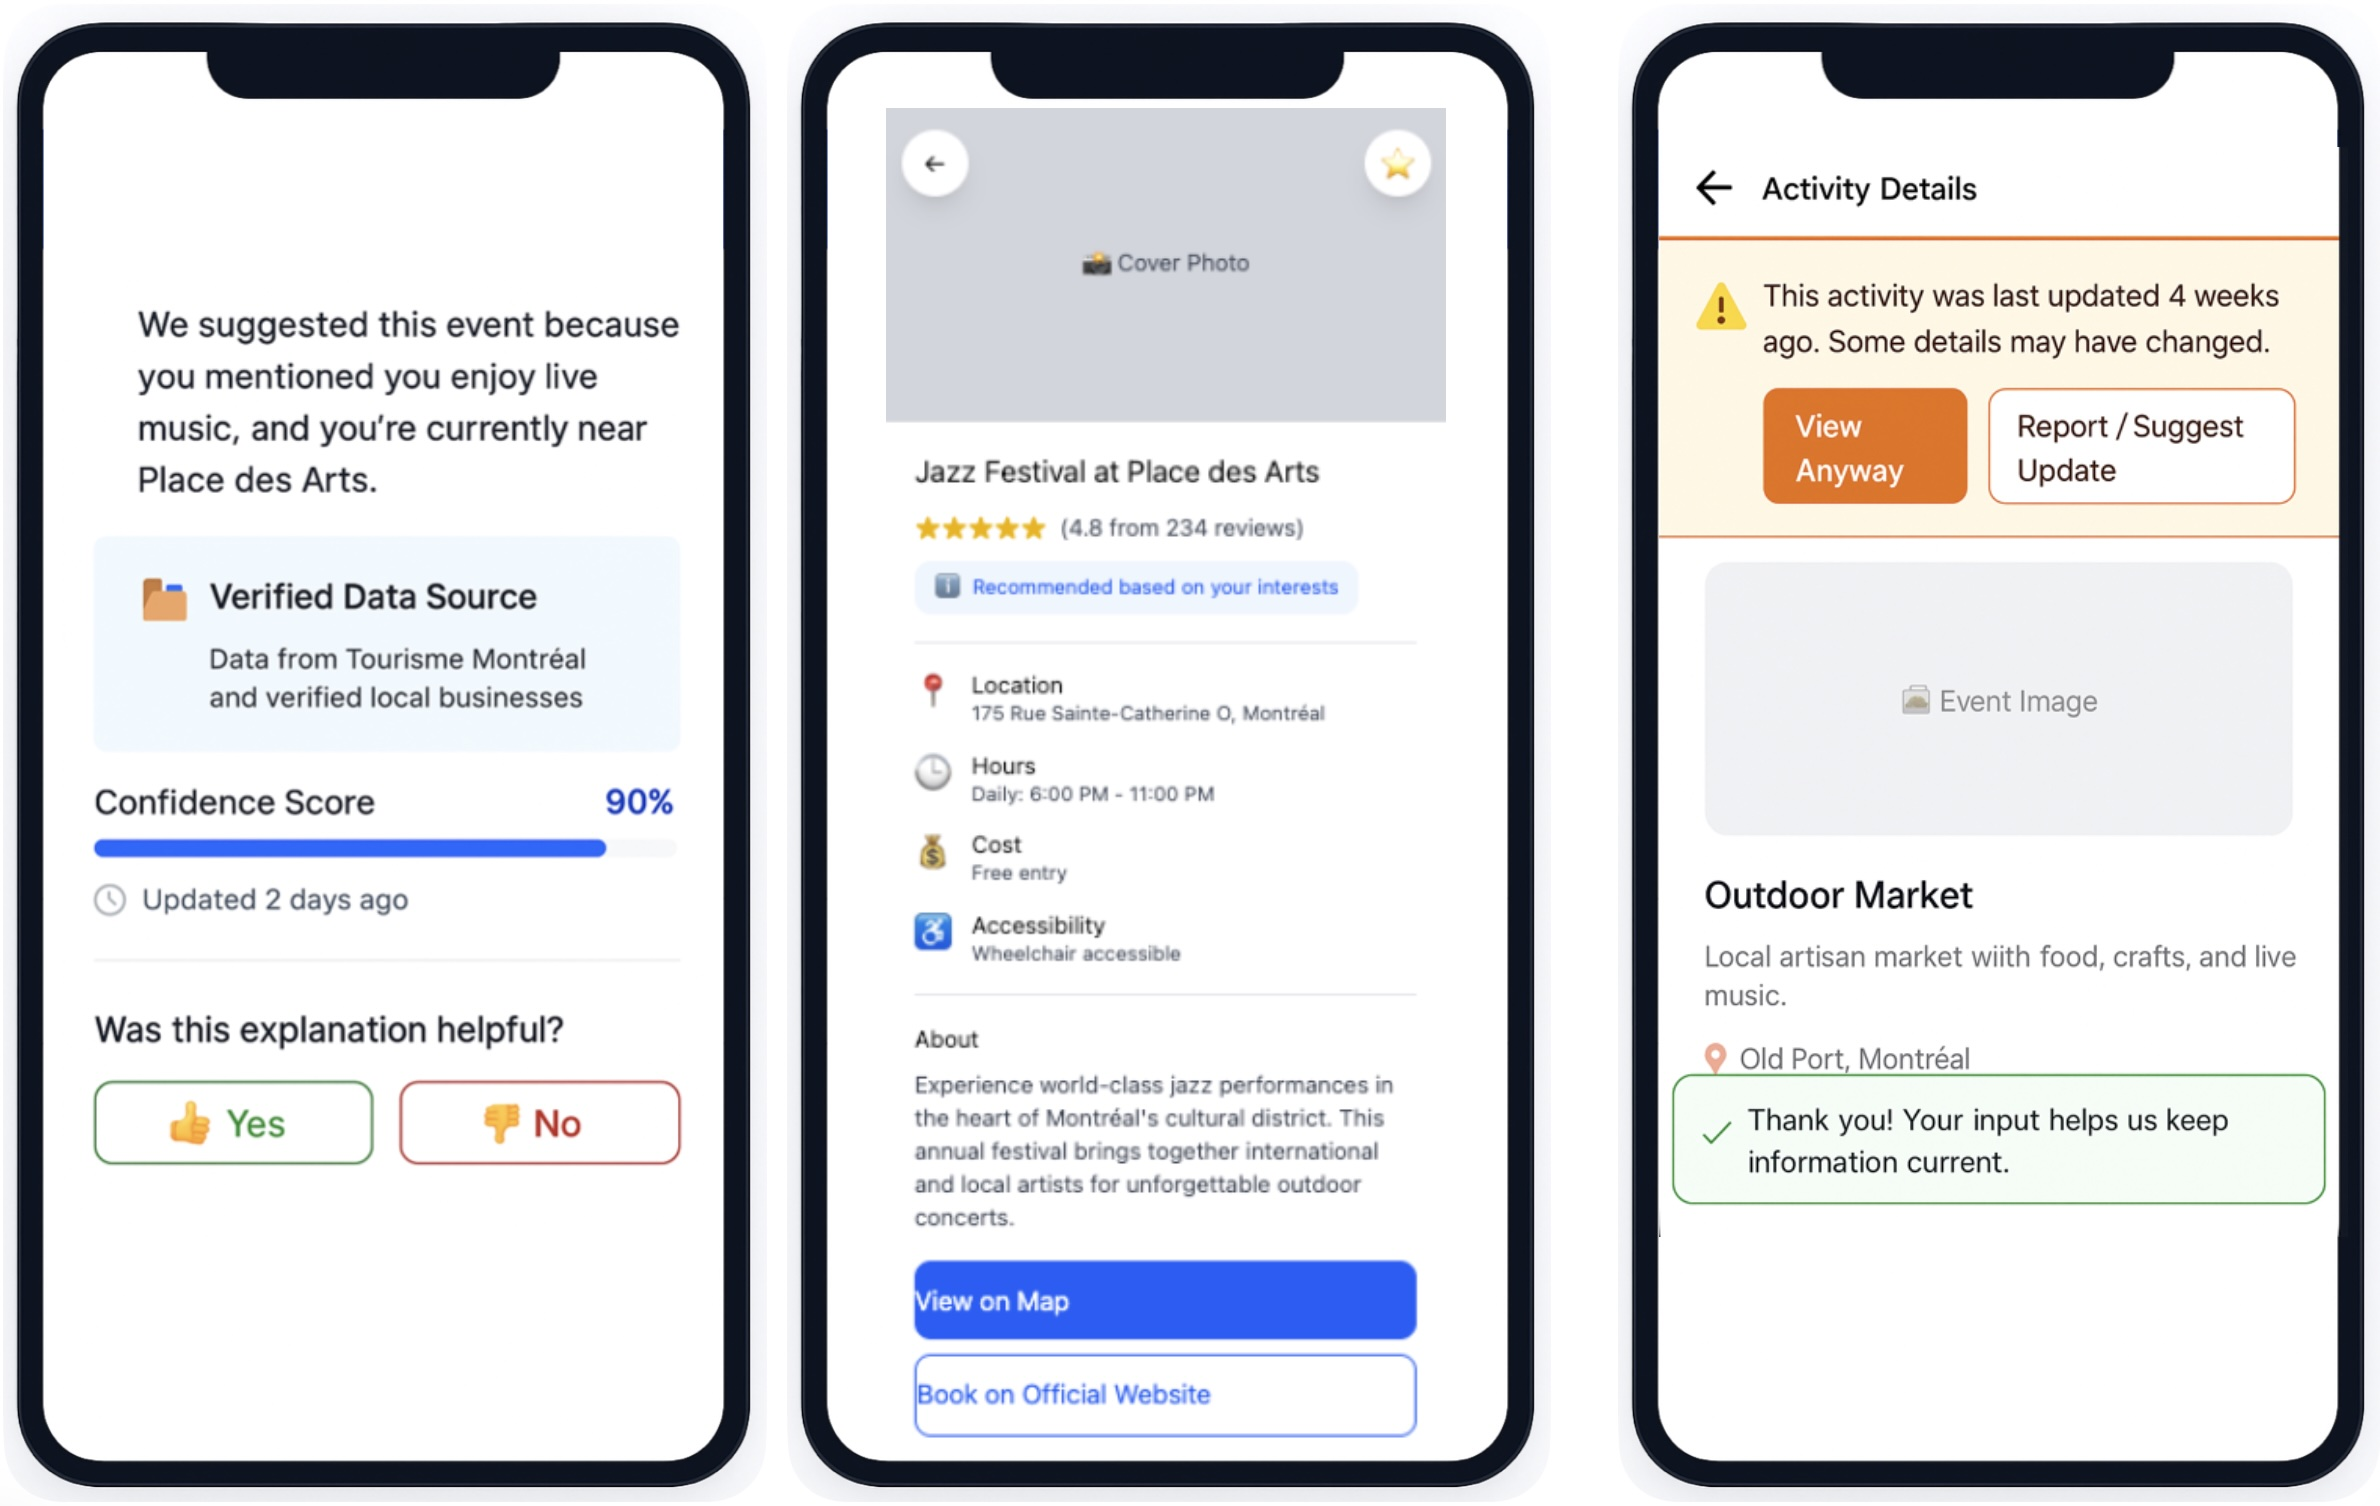 We suggested this event because
you mentioned you enjoy live
music, and you're currently near
Place des Arts.
Verified Data Source
Data from Tourisme Montréal
and verified local businesses
Confidence Score 90%
Updated 2 days ago
Was this explanation helpful?
Yes No
Cover Photo
Jazz Festival at Place des Arts
(4.8 from 234 reviews)
Recommended based on your interests
Location
175 Rue Sainte-Catherine O, Montréal
Hours
Daily: 6:00 PM - 11:00 PM
Cost
Free entry
Accessibility
Wheelchair accessible
About
Experience world-class jazz performances in
the heart of Montréal's cultural district. This
annual festival brings together international
and local artists for unforgettable outdoor
concerts.
View on Map
Book on Official Website
Activity Details
This activity was last updated 4 weeks
ago. Some details may have changed.
View
Anyway
Report / Suggest
Update
Event Image
Outdoor Market
Local artisan market wiith food, crafts, and live
music.
Old Port, Montréal
Thank you! Your input helps us keep
information current.